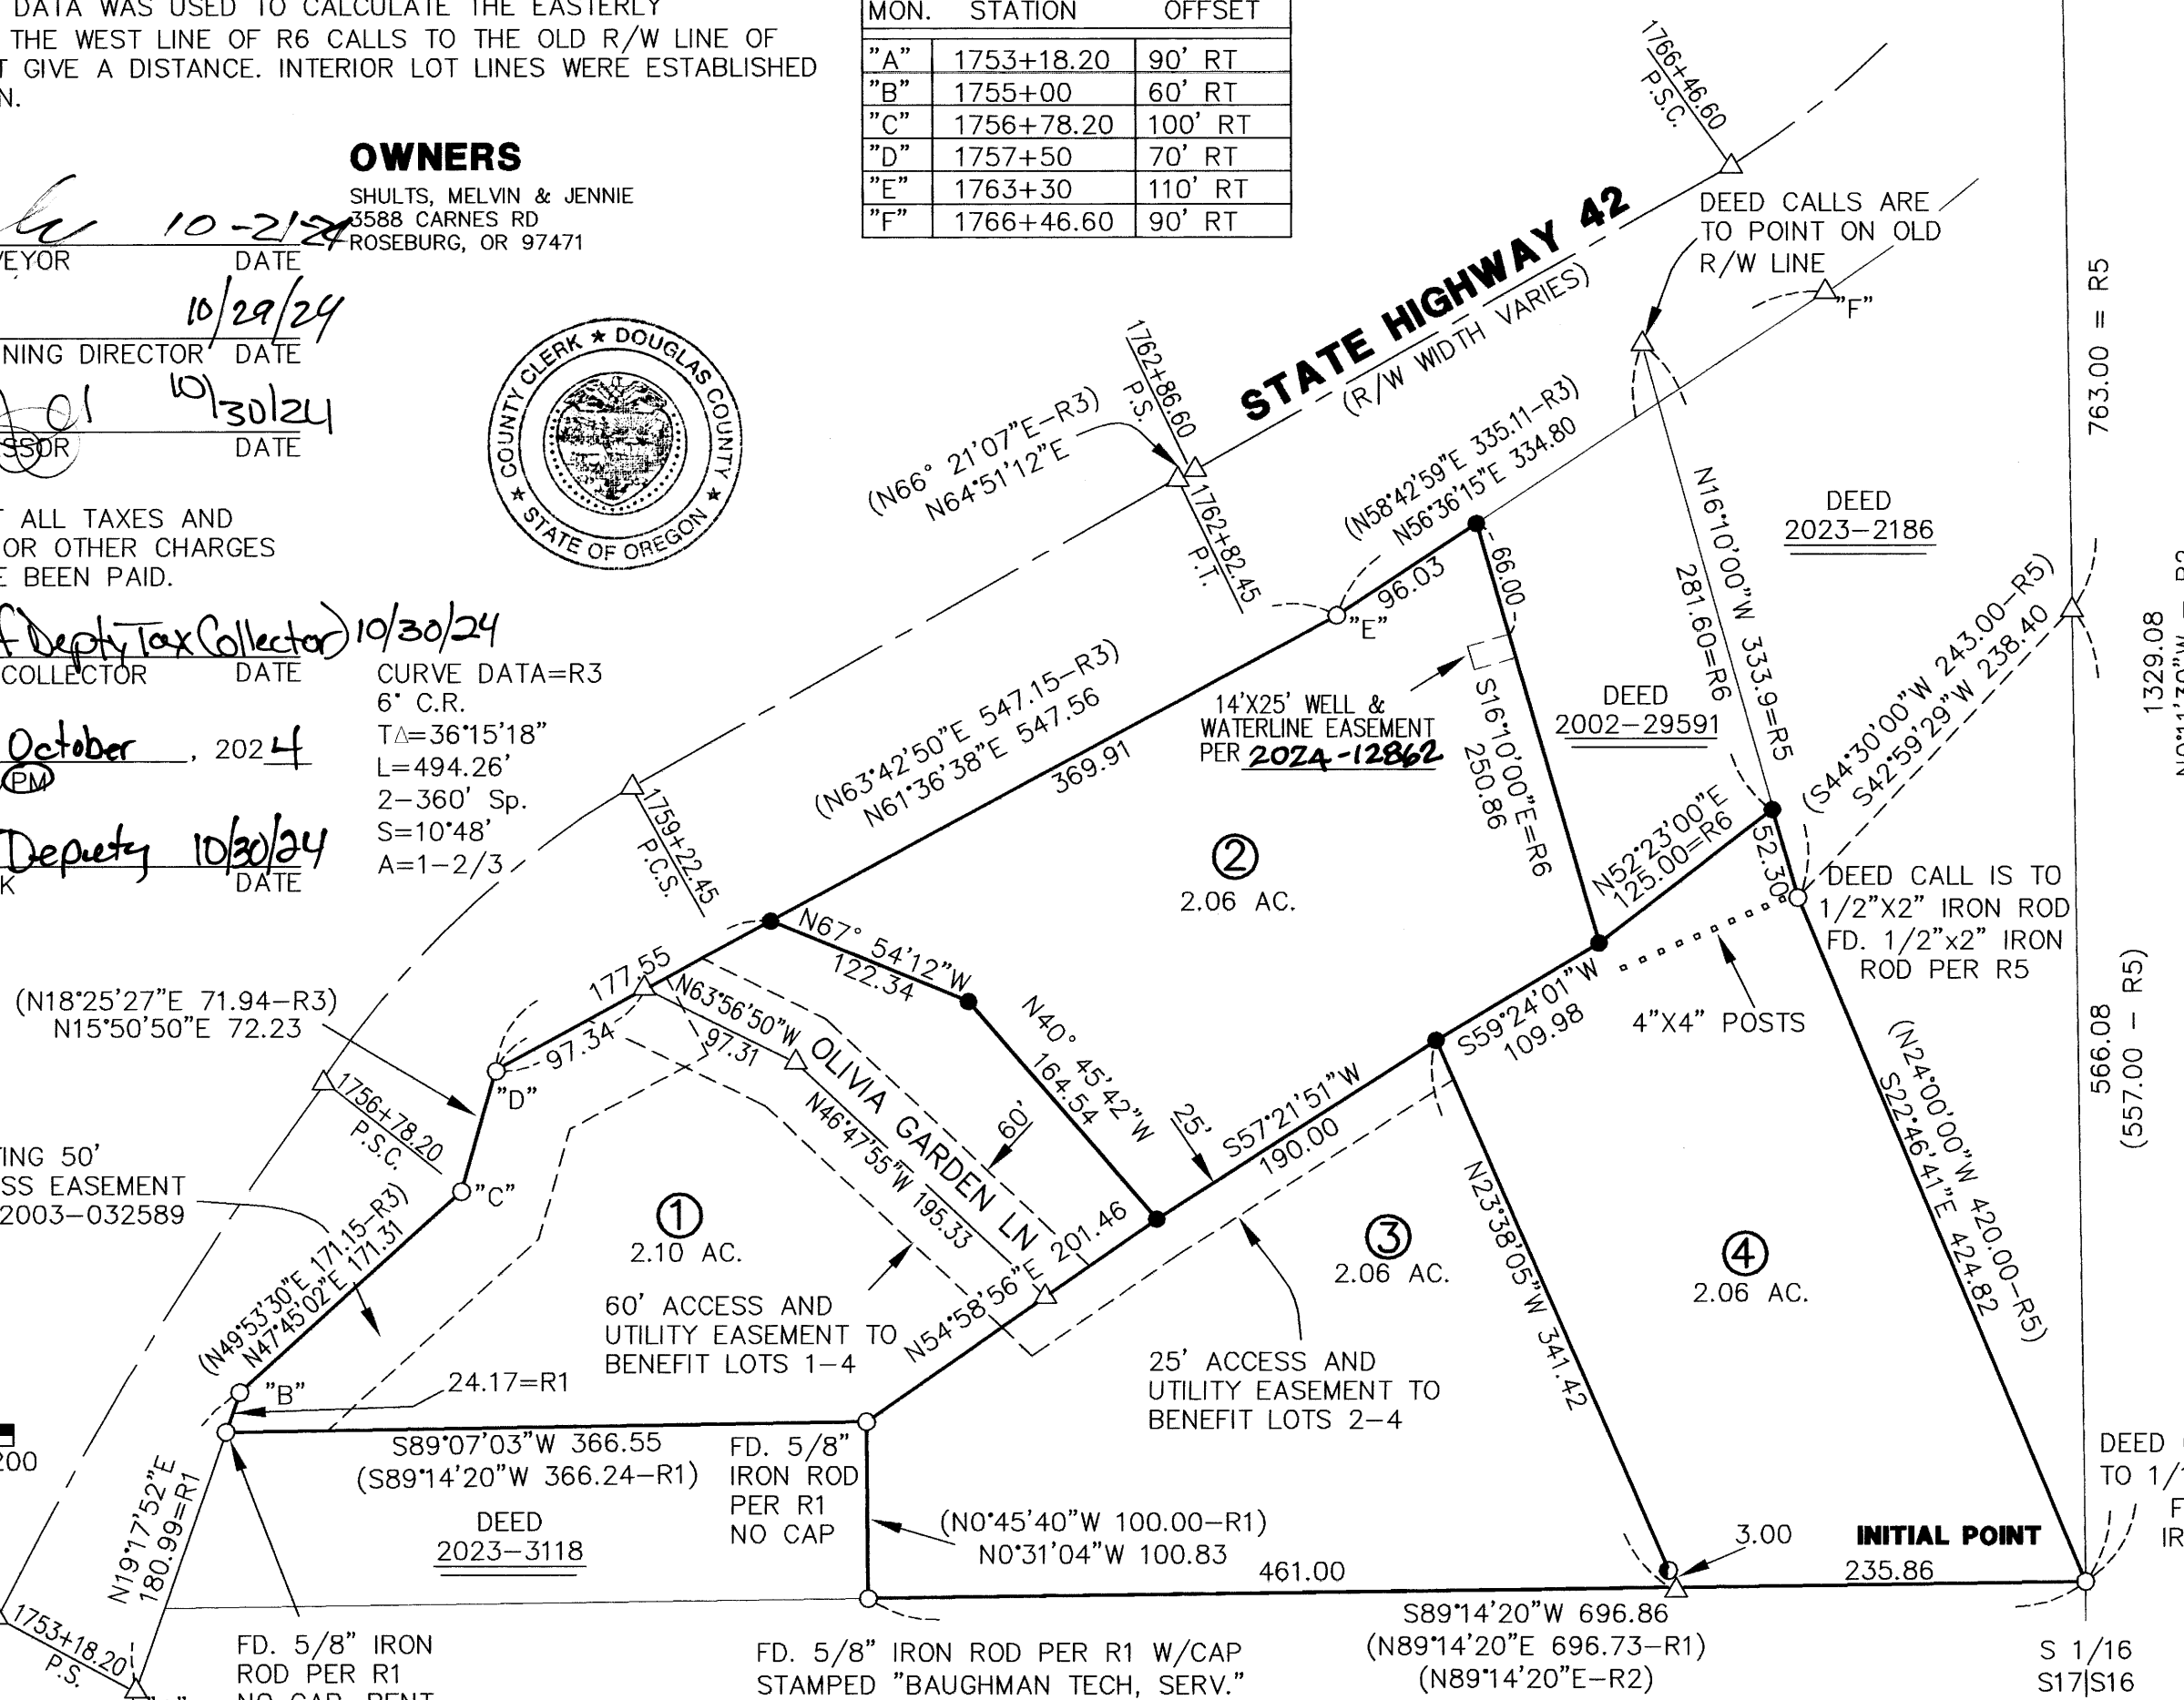 DATA WAS USED TO CALCULATE THE EASTERLY
THE WEST LINE OF R6 CALLS TO THE OLD R/W LINE OF
GIVE A DISTANCE. INTERIOR LOT LINES WERE ESTABLISHED
N.
MON. STATION OFFSET
"A" 1753+18.20 90' RT
"B" 1755+00 60' RT
"C" 1756+78.20 100' RT
"D" 1757+50 70' RT
"E" 1763+30 110' RT
"F" 1766+46.60 90' RT
OWNERS
SHULTS, MELVIN & JENNIE
3588 CARNES RD
ROSEBURG, OR 97471
10-21-24
VEYOR DATE
10/29/24
NING DIRECTOR DATE
10/30/24
SSOR DATE
COUNTY CLERK ★ DOUGLAS COUNTY ★ STATE OF OREGON ★
T ALL TAXES AND
OR OTHER CHARGES
E BEEN PAID.
Depty Tax Collector) 10/30/24
COLLECTOR DATE
October, 2024
PM
Deputy 10/30/24
K DATE
CURVE DATA=R3
6° C.R.
T△=36°15'18"
L=494.26'
2-360' Sp.
S=10°48'
A=1-2/3
1766+46.60
P.S.C.
DEED CALLS ARE
TO POINT ON OLD
R/W LINE
"F"
STATE HIGHWAY 42
(R/W WIDTH VARIES)
1762+86.60
P.S.
(N66° 21'07"E-R3)
N64°51'12"E
1762+82.45
P.T.
(N58°42'59"E 335.11-R3)
N56°36'15"E 334.80
96.03
"E"
66.00
N16°10'00"W 333.9=R5
281.60=R6
DEED
2023-2186
763.00 = R5
1329.08
(S44°30'00"W 243.00-R5)
S42°59'29"W 238.40
14'X25' WELL &
WATERLINE EASEMENT
PER 2024-12862
S16°10'00"E=R6
250.86
DEED
2002-29591
(N63°42'50"E 547.15-R3)
N61°36'38"E 547.56
369.91
1759+22.45
P.C.S.
2
2.06 AC.
N52°23'00"E
125.00=R6
52.30
DEED CALL IS TO
1/2"X2" IRON ROD
FD. 1/2"x2" IRON
ROD PER R5
4"X4" POSTS
566.08
(557.00 - R5)
N67° 54'12"W
122.34
177.55
97.34
N63°56'50"W
97.31
(N18°25'27"E 71.94-R3)
N15°50'50"E 72.23
"D"
1756+78.20
P.S.C.
"C"
OLIVIA GARDEN LN
60'
N46°47'55"W 195.33
N40° 45'42"W
164.54
25'
S57°21'51"W
190.00
S59°24'01"W
109.98
(N24°00'00"W 420.00-R5)
S22°46'41"E 424.82
TING 50'
SS EASEMENT
2003-032589
(N49°53'30"E 171.15-R3)
N47°45'02"E 171.31
"B"
24.17=R1
1
2.10 AC.
60' ACCESS AND
UTILITY EASEMENT TO
BENEFIT LOTS 1-4
N54°58'56"E 201.46
3
2.06 AC.
N23°38'05"W 341.42
4
2.06 AC.
25' ACCESS AND
UTILITY EASEMENT TO
BENEFIT LOTS 2-4
200
S89°07'03"W 366.55
(S89°14'20"W 366.24-R1)
FD. 5/8"
IRON ROD
PER R1
NO CAP
DEED
2023-3118
(N0°45'40"W 100.00-R1)
N0°31'04"W 100.83
N19°17'52"E
180.99=R1
1753+18.20
P.S.
FD. 5/8" IRON
ROD PER R1
NO CAP BENT
461.00
3.00
INITIAL POINT
235.86
DEED
TO 1/
S89°14'20"W 696.86
(N89°14'20"E 696.73-R1)
(N89°14'20"E-R2)
FD. 5/8" IRON ROD PER R1 W/CAP
STAMPED "BAUGHMAN TECH, SERV."
S 1/16
S17|S16